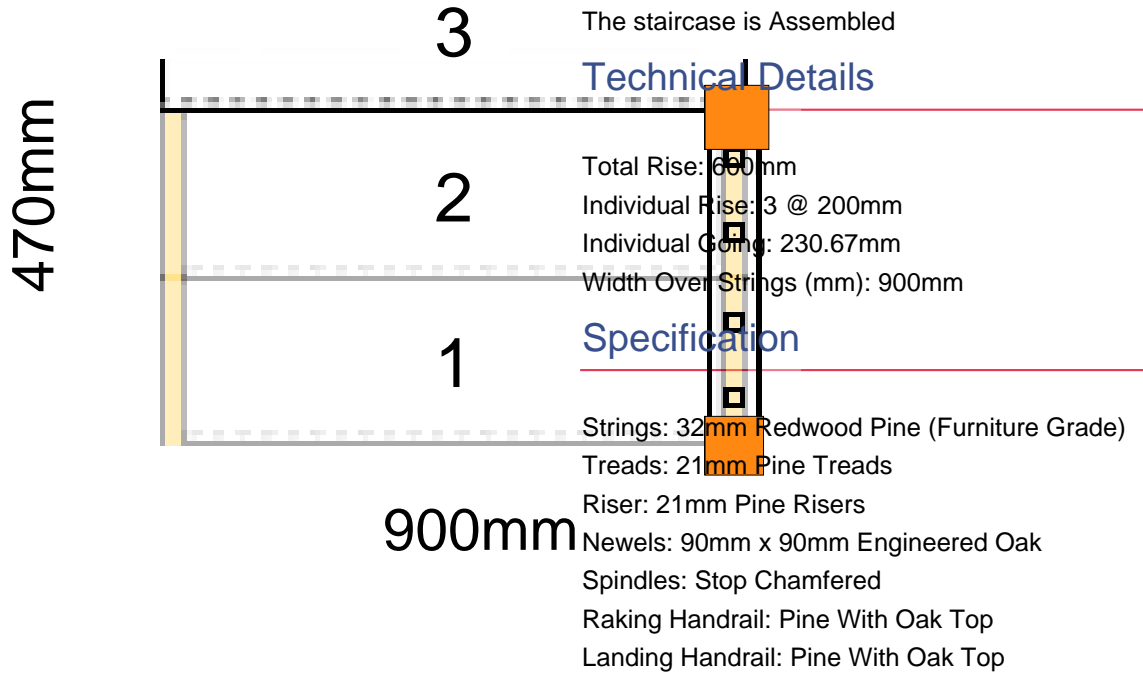 3
The staircase is Assembled
Technical Details
470mm
2
Total Rise: 600mm
Individual Rise: 3 @ 200mm
Individual Going: 230.67mm
Width Over Strings (mm): 900mm
1
Specification
900mm
Strings: 32mm Redwood Pine (Furniture Grade)
Treads: 21mm Pine Treads
Riser: 21mm Pine Risers
Newels: 90mm x 90mm Engineered Oak
Spindles: Stop Chamfered
Raking Handrail: Pine With Oak Top
Landing Handrail: Pine With Oak Top